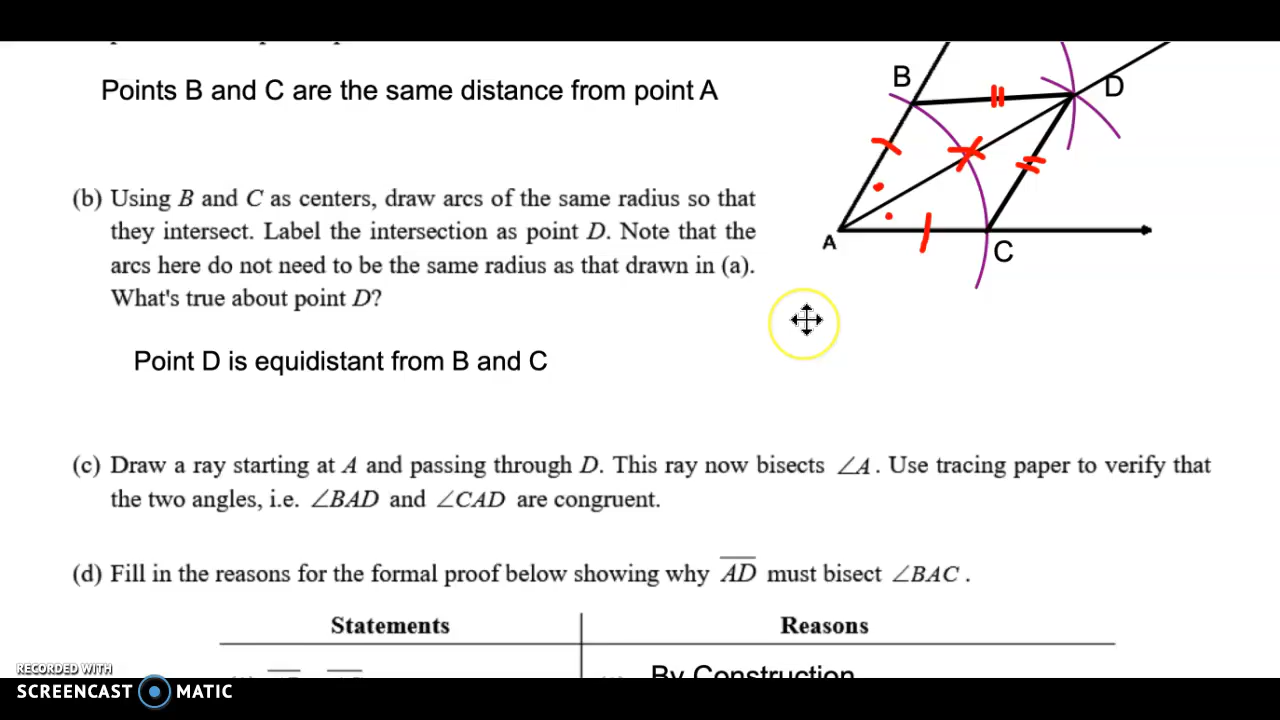 Points B and C are the same distance from point A
B
D
A
C
(b) Using B and C as centers, draw arcs of the same radius so that
they intersect. Label the intersection as point D. Note that the
arcs here do not need to be the same radius as that drawn in (a).
What's true about point D?
Point D is equidistant from B and C
(c) Draw a ray starting at A and passing through D. This ray now bisects ∠A. Use tracing paper to verify that
the two angles, i.e. ∠BAD and ∠CAD are congruent.
(d) Fill in the reasons for the formal proof below showing why A̅D̅ must bisect ∠BAC.
Statements Reasons
By Construction
RECORDED WITH
SCREENCAST MATIC